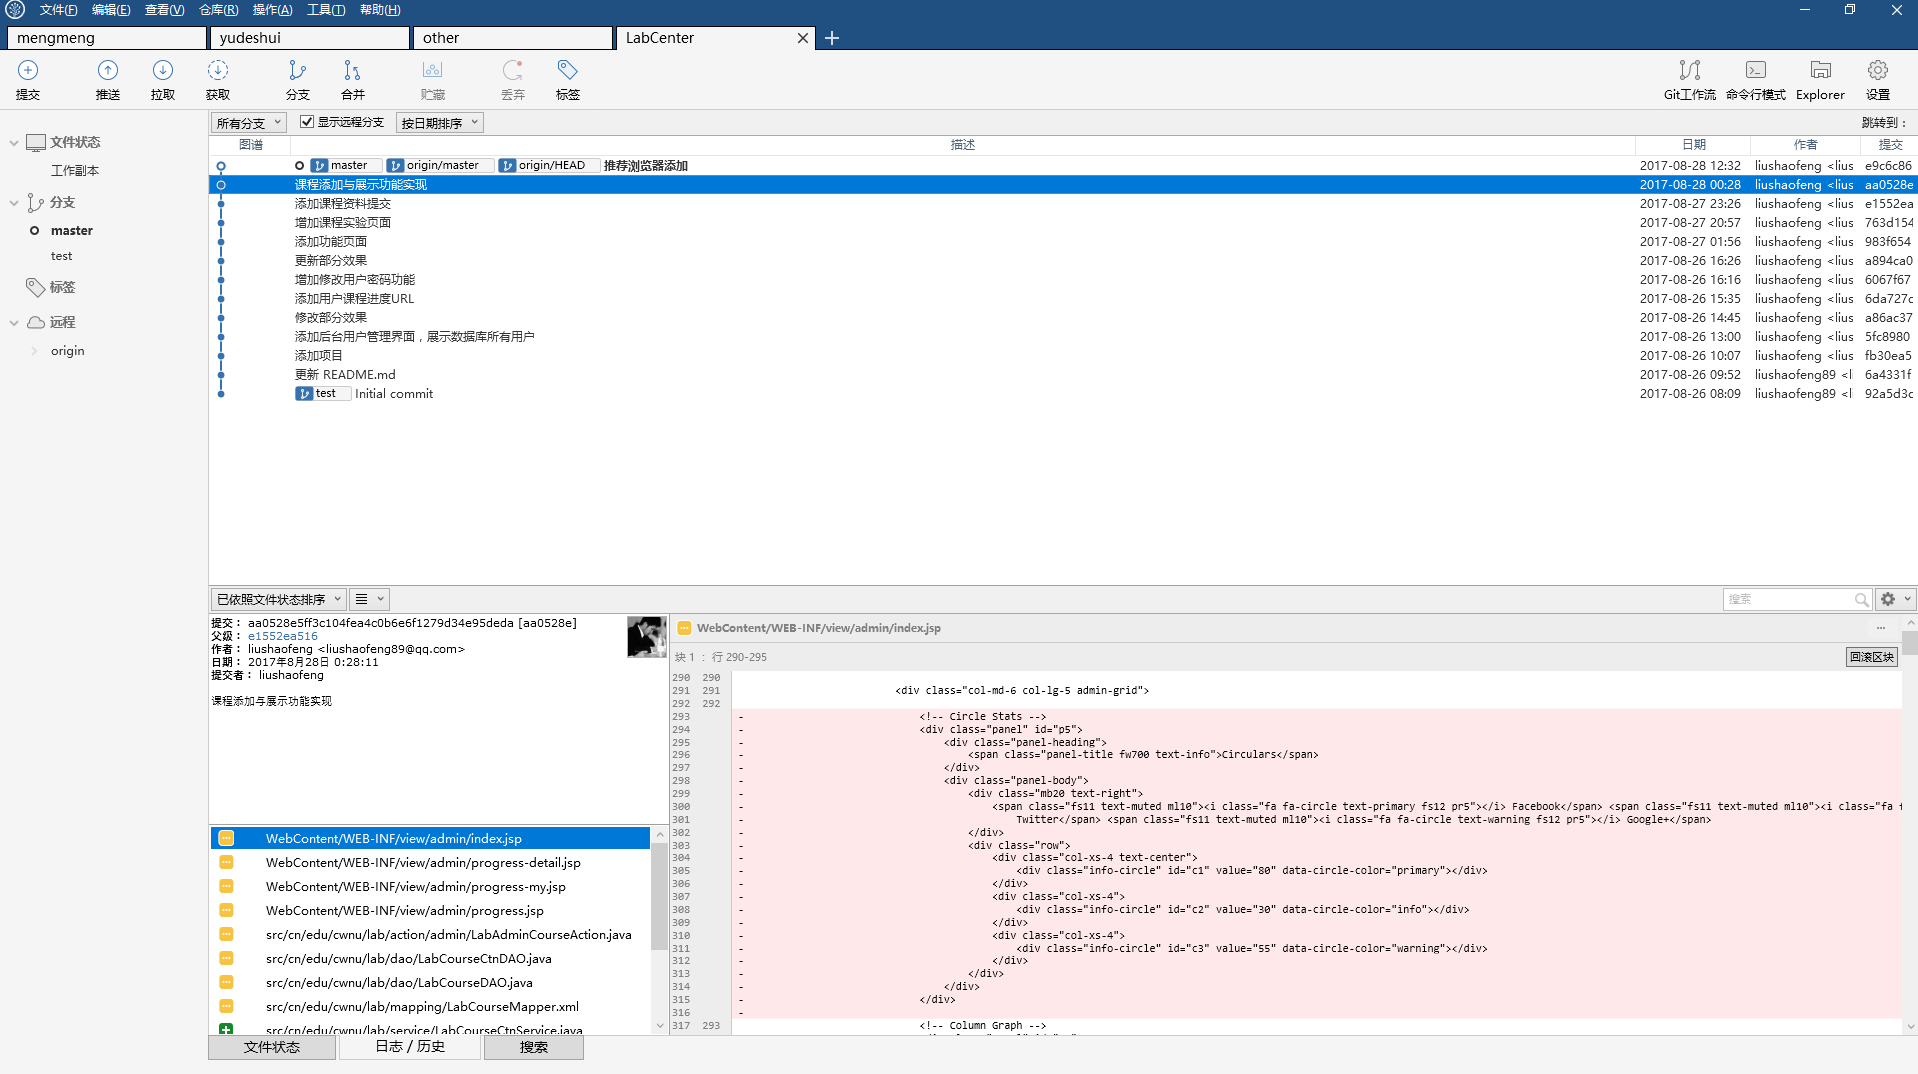 文件(F) 编辑(E) 查看(V) 仓库(R) 操作(A) 工具(T) 帮助(H)
mengmeng yudeshui other LabCenter
提交 推送 拉取 获取 分支 合并 贮藏 丢弃 标签 Git工作流 命令行模式 Explorer 设置
所有分支 显示远程分支 按日期排序 跳转到：
文件状态
工作副本
分支
master
test
标签
远程
origin
图谱 描述 日期 作者 提交
master origin/master origin/HEAD 推荐浏览器添加 2017-08-28 12:32 liushaofeng <lius e9c6c86
课程添加与展示功能实现 2017-08-28 00:28 liushaofeng <lius aa0528e
添加课程资料提交 2017-08-27 23:26 liushaofeng <lius e1552ea
增加课程实验页面 2017-08-27 20:57 liushaofeng <lius 763d154
添加功能页面 2017-08-27 01:56 liushaofeng <lius 983f654
更新部分效果 2017-08-26 16:26 liushaofeng <lius a894ca0
增加修改用户密码功能 2017-08-26 16:16 liushaofeng <lius 6067f67
添加用户课程进度URL 2017-08-26 15:35 liushaofeng <lius 6da727c
修改部分效果 2017-08-26 14:45 liushaofeng <lius a86ac37
添加后台用户管理界面，展示数据库所有用户 2017-08-26 13:00 liushaofeng <lius 5fc8980
添加项目 2017-08-26 10:07 liushaofeng <lius fb30ea5
更新 README.md 2017-08-26 09:52 liushaofeng89 <l 6a4331f
test Initial commit 2017-08-26 08:09 liushaofeng89 <l 92a5d3c
已依照文件状态排序 搜索
提交： aa0528e5ff3c104fea4c0b6e6f1279d34e95deda [aa0528e]
父级： e1552ea516
作者： liushaofeng <liushaofeng89@qq.com>
日期： 2017年8月28日 0:28:11
提交者： liushaofeng
课程添加与展示功能实现
WebContent/WEB-INF/view/admin/index.jsp
WebContent/WEB-INF/view/admin/progress-detail.jsp
WebContent/WEB-INF/view/admin/progress-my.jsp
WebContent/WEB-INF/view/admin/progress.jsp
src/cn/edu/cwnu/lab/action/admin/LabAdminCourseAction.java
src/cn/edu/cwnu/lab/dao/LabCourseCtnDAO.java
src/cn/edu/cwnu/lab/dao/LabCourseDAO.java
src/cn/edu/cwnu/lab/mapping/LabCourseMapper.xml
src/cn/edu/cwnu/lab/service/LabCourseCtnService.java
WebContent/WEB-INF/view/admin/index.jsp ...
块 1 ：行 290-295 回滚区块
290 290
291 291 <div class="col-md-6 col-lg-5 admin-grid">
292 292
293 - <!-- Circle Stats -->
294 - <div class="panel" id="p5">
295 - <div class="panel-heading">
296 - <span class="panel-title fw700 text-info">Circulars</span>
297 - </div>
298 - <div class="panel-body">
299 - <div class="mb20 text-right">
300 - <span class="fs11 text-muted ml10"><i class="fa fa-circle text-primary fs12 pr5"></i> Facebook</span> <span class="fs11 text-muted ml10"><i class="fa f
301 - Twitter</span> <span class="fs11 text-muted ml10"><i class="fa fa-circle text-warning fs12 pr5"></i> Google+</span>
302 - </div>
303 - <div class="row">
304 - <div class="col-xs-4 text-center">
305 - <div class="info-circle" id="c1" value="80" data-circle-color="primary"></div>
306 - </div>
307 - <div class="col-xs-4">
308 - <div class="info-circle" id="c2" value="30" data-circle-color="info"></div>
309 - </div>
310 - <div class="col-xs-4">
311 - <div class="info-circle" id="c3" value="55" data-circle-color="warning"></div>
312 - </div>
313 - </div>
314 - </div>
315 - </div>
316 -
317 293 <!-- Column Graph -->
文件状态 日志 / 历史 搜索